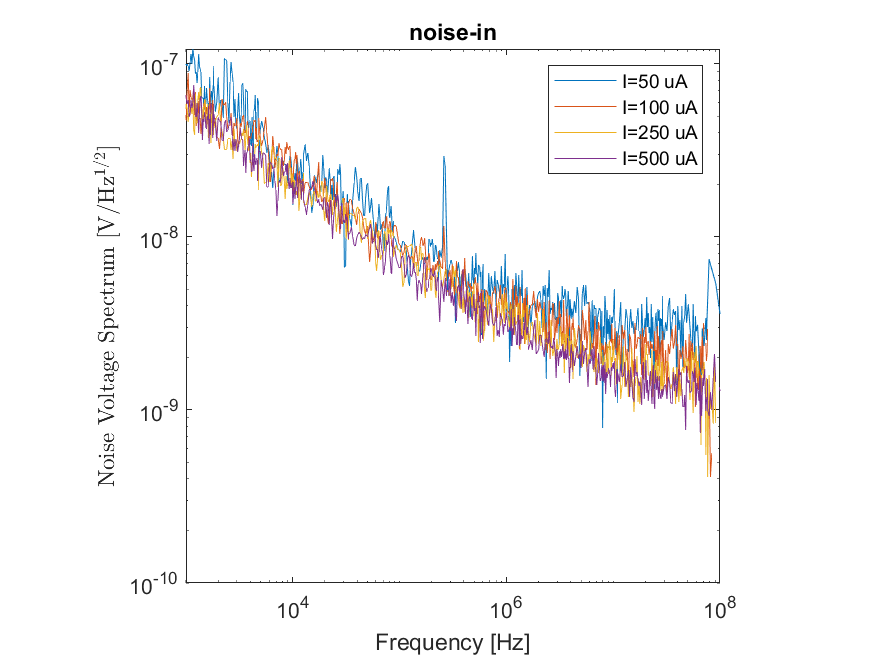 noise-in
10^-7
10^-8
10^-9
10^-10
Noise Voltage Spectrum [V/Hz^1/2]
I=50 uA
I=100 uA
I=250 uA
I=500 uA
10^4
10^6
10^8
Frequency [Hz]